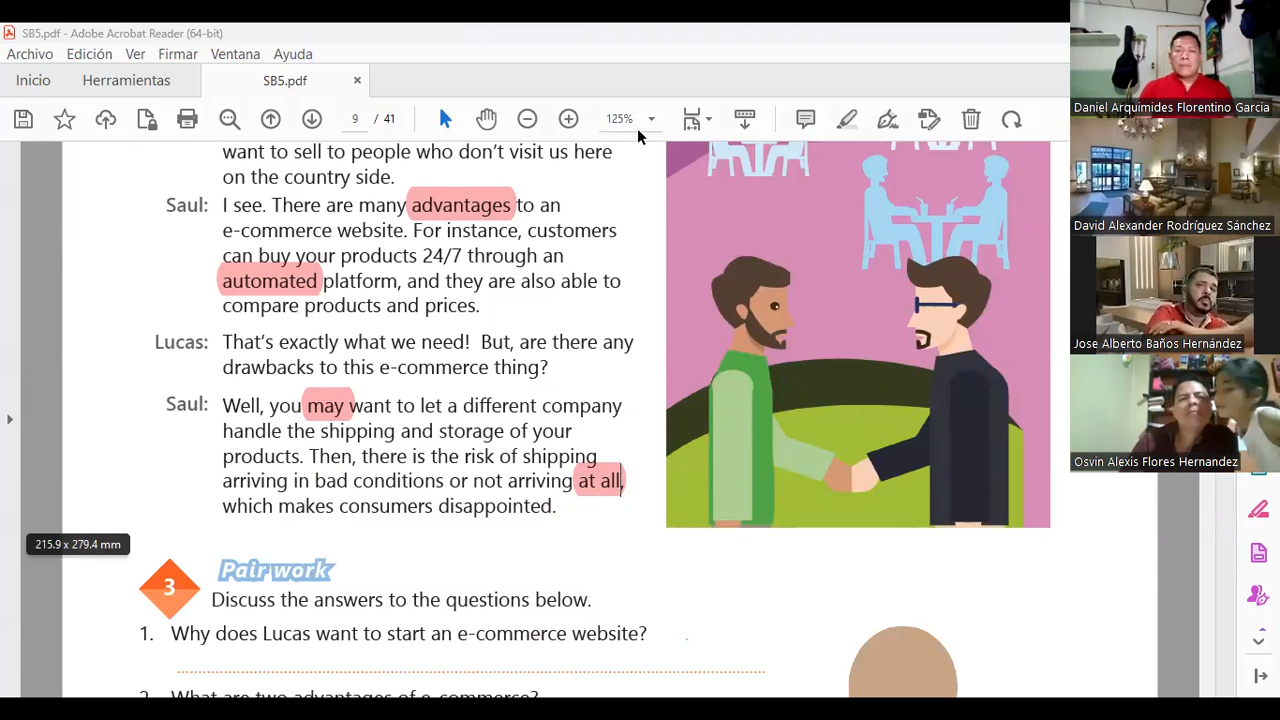 SB5.pdf - Adobe Acrobat Reader (64-bit)
Archivo Edición Ver Firmar Ventana Ayuda
Inicio Herramientas SB5.pdf ×
9 / 41 125%
want to sell to people who don't visit us here
on the country side.
Saul: I see. There are many advantages to an
e-commerce website. For instance, customers
can buy your products 24/7 through an
automated platform, and they are also able to
compare products and prices.
Lucas: That's exactly what we need! But, are there any
drawbacks to this e-commerce thing?
Saul: Well, you may want to let a different company
handle the shipping and storage of your
products. Then, there is the risk of shipping
arriving in bad conditions or not arriving at all,
which makes consumers disappointed.
215.9 x 279.4 mm
3 Pair work
Discuss the answers to the questions below.
1. Why does Lucas want to start an e-commerce website?
2. What are two advantages of e-commerce?
Daniel Arquimides Florentino Garcia
David Alexander Rodríguez Sánchez
Jose Alberto Baños Hernández
Osvin Alexis Flores Hernandez